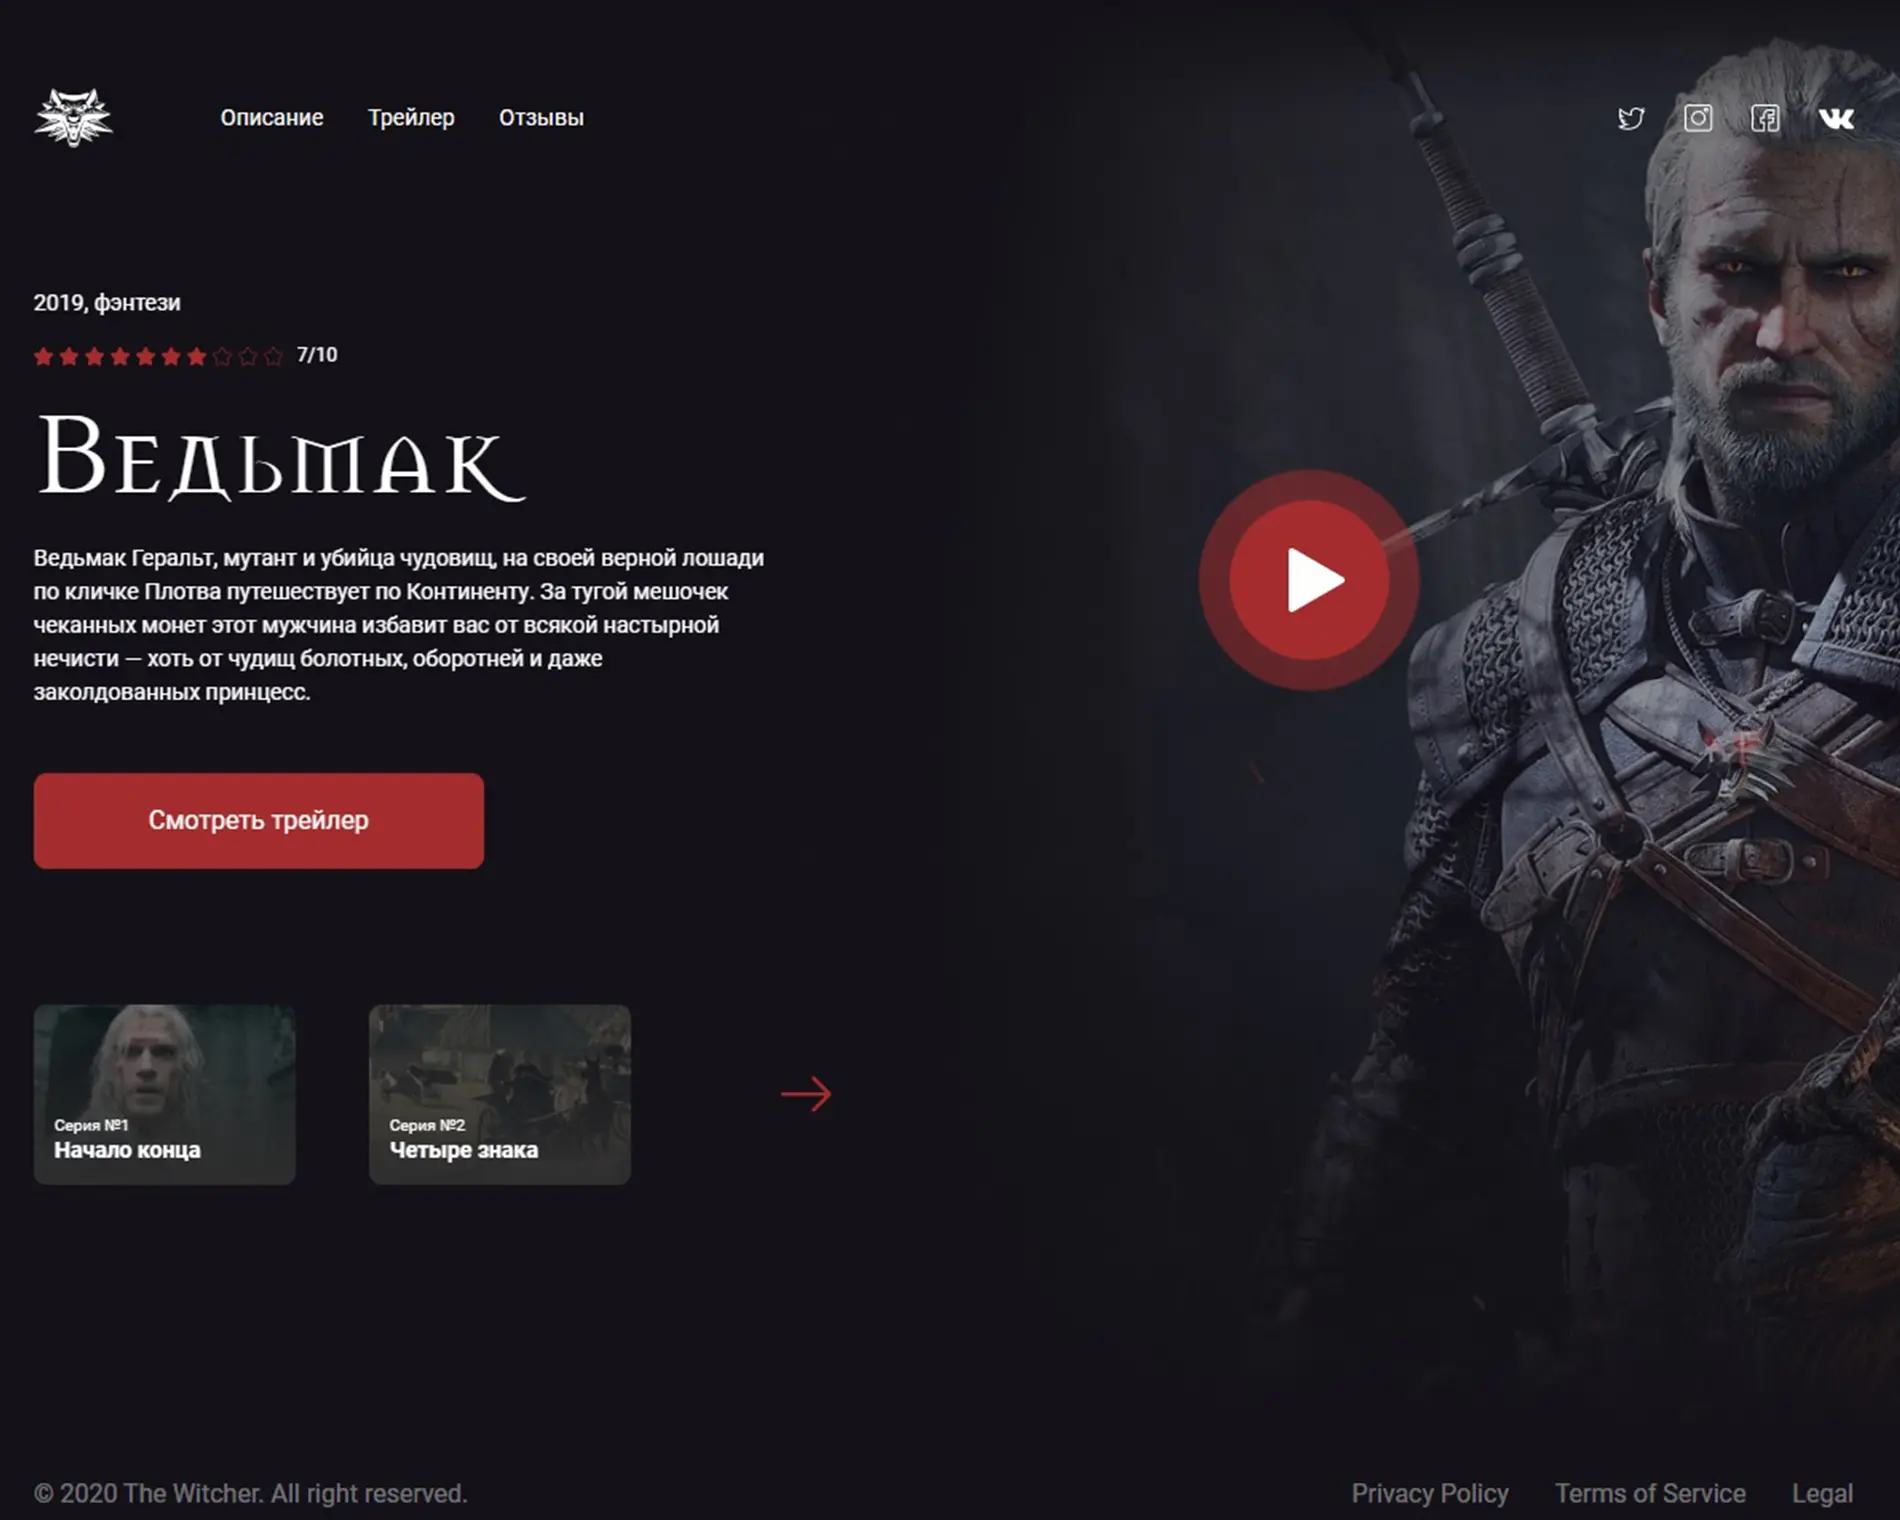 Описание Трейлер Отзывы
2019, фэнтези
7/10
Ведьмак
Ведьмак Геральт, мутант и убийца чудовищ, на своей верной лошади
по кличке Плотва путешествует по Континенту. За тугой мешочек
чеканных монет этот мужчина избавит вас от всякой настырной
нечисти — хоть от чудищ болотных, оборотней и даже
заколдованных принцесс.
Смотреть трейлер
Серия №1
Начало конца
Серия №2
Четыре знака
© 2020 The Witcher. All right reserved.
Privacy Policy Terms of Service Legal